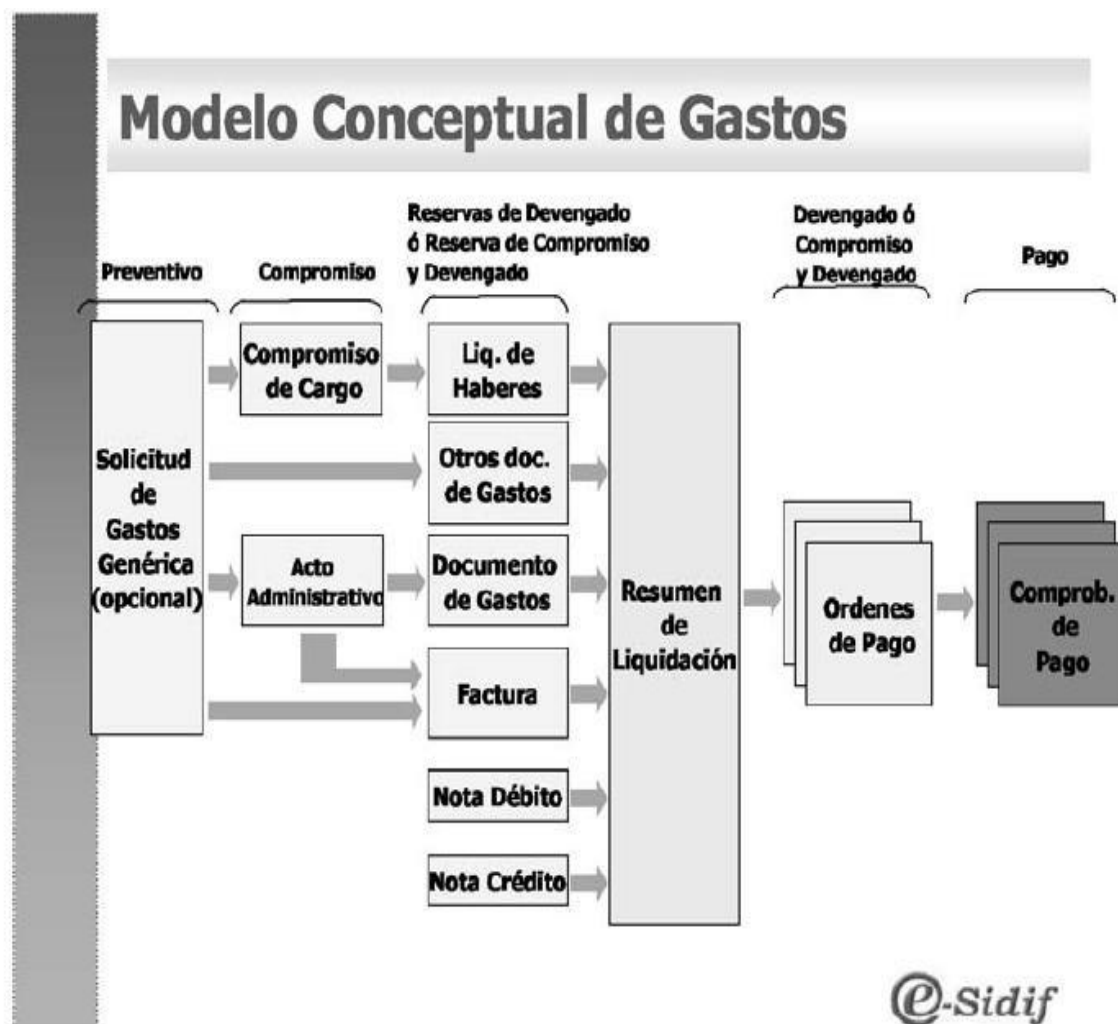 Modelo Conceptual de Gastos
Preventivo
Compromiso
Reservas de Devengado
ó Reserva de Compromiso
y Devengado
Devengado ó
Compromiso
y Devengado
Pago
Solicitud
de
Gastos
Genérica
(opcional)
Compromiso
de Cargo
Acto
Administrativo
Liq. de
Haberes
Otros doc.
de Gastos
Documento
de Gastos
Factura
Nota Débito
Nota Crédito
Resumen
de
Liquidación
Ordenes
de Pago
Comprob.
de
Pago
e-Sidif